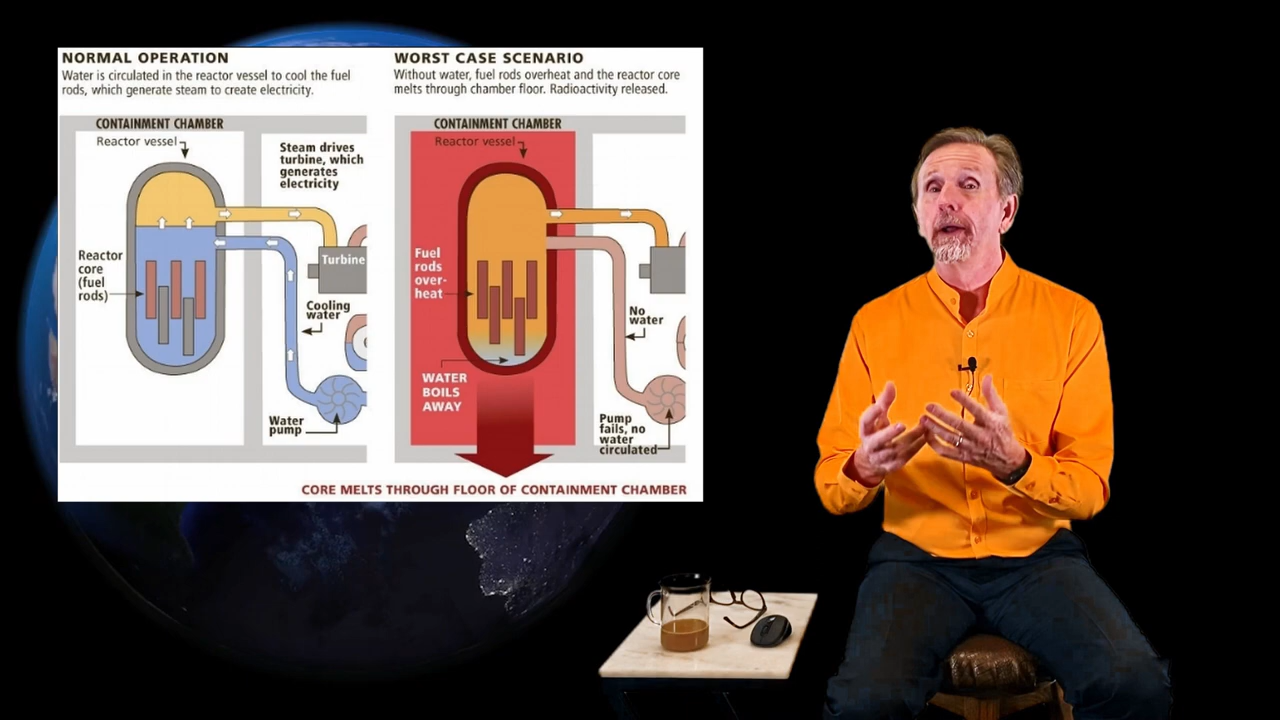 NORMAL OPERATION
Water is circulated in the reactor vessel to cool the fuel
rods, which generate steam to create electricity.
CONTAINMENT CHAMBER
Reactor vessel
Steam drives
turbine, which
generates
electricity
Reactor
core
(fuel
rods)
Turbine
Cooling
water
Water
pump
WORST CASE SCENARIO
Without water, fuel rods overheat and the reactor core
melts through chamber floor. Radioactivity released.
CONTAINMENT CHAMBER
Reactor vessel
Fuel
rods
over-
heat
No
water
WATER
BOILS
AWAY
Pump
fails, no
water
circulated
CORE MELTS THROUGH FLOOR OF CONTAINMENT CHAMBER